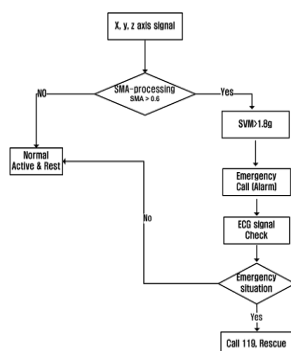 X, y, z axis signal
SMA-processing
SMA > 0.6
NO
Yes
SVM>1.8g
Normal
Active & Rest
Emergency
Call (Alarm)
ECG signal
Check
No
Emergency
situation
Yes
Call 119, Rescue